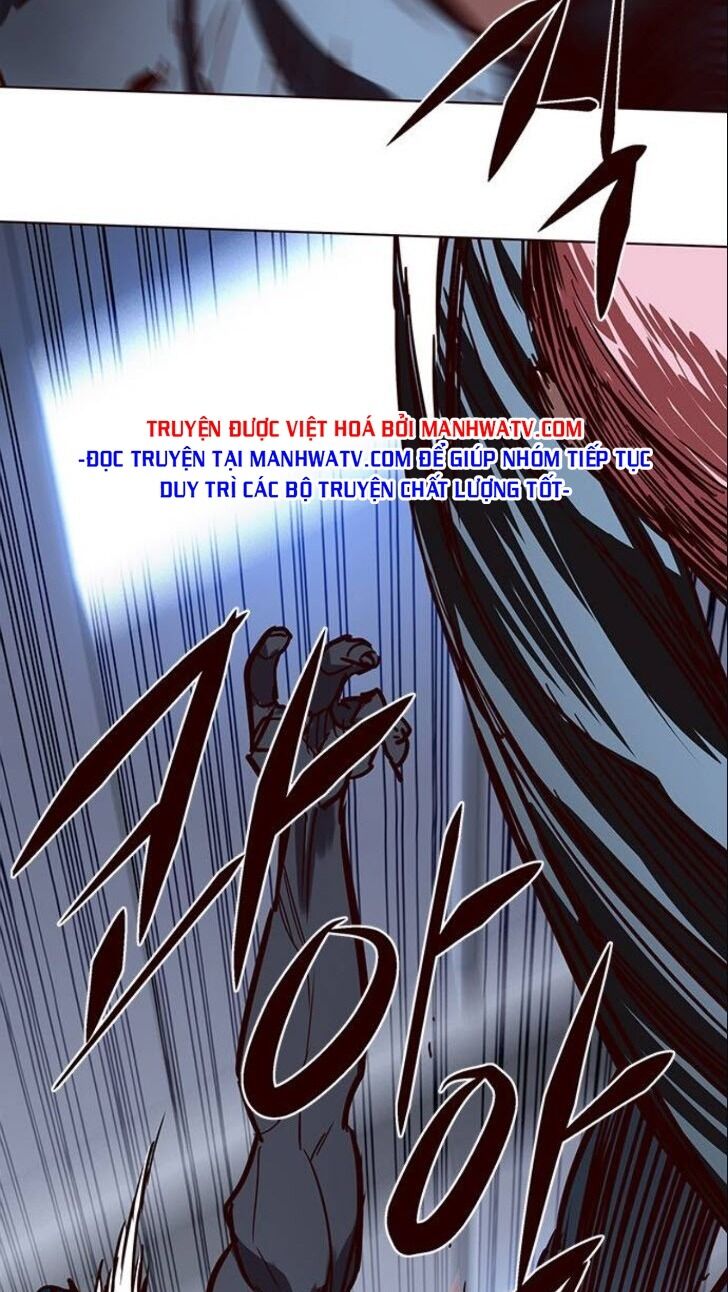 TRUYỆN ĐƯỢC VIỆT HOÁ BỞI MANHWATV.COM
-ĐỌC TRUYỆN TẠI MANHWATV.COM ĐỂ GIÚP NHÓM TIẾP TỤC
DUY TRÌ CÁC BỘ TRUYỆN CHẤT LƯỢNG TỐT-
콰아아